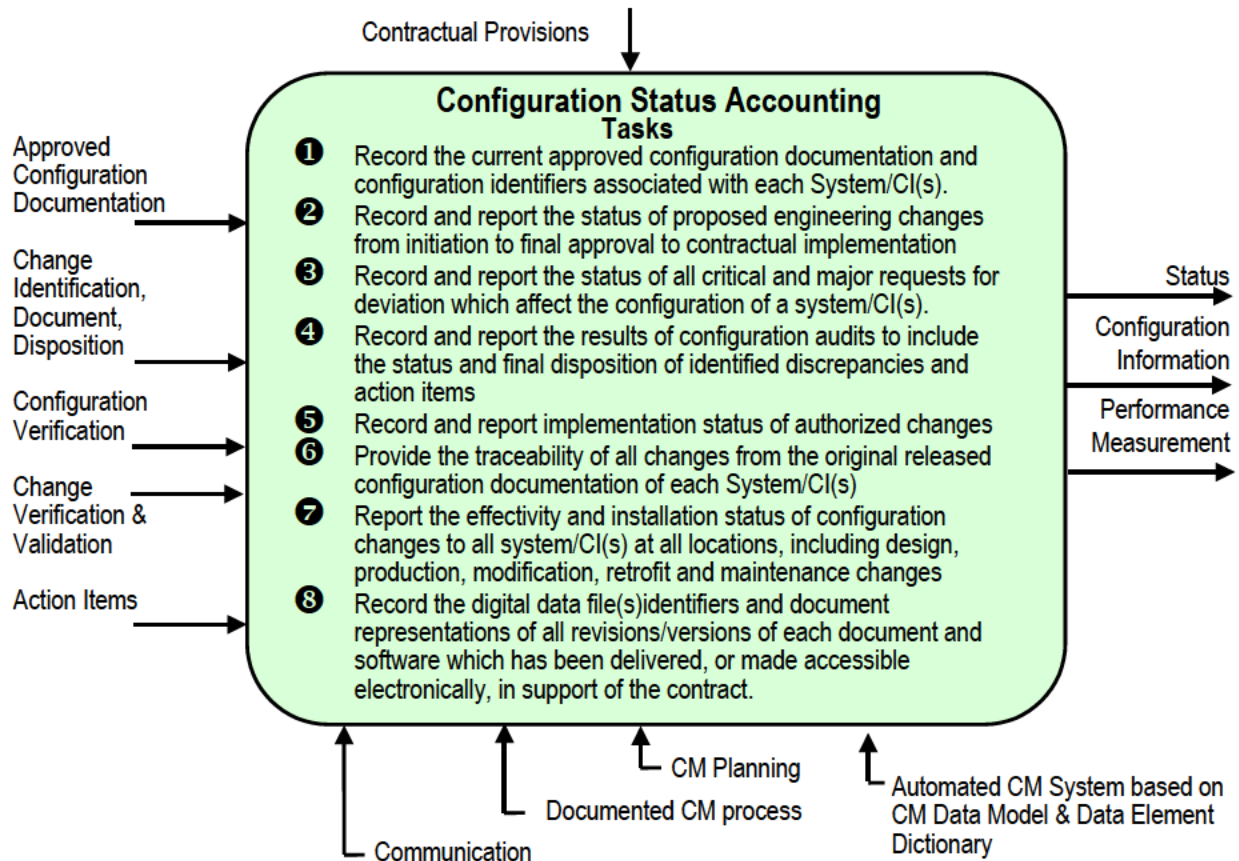 Contractual Provisions
Configuration Status Accounting
Tasks
❶ Record the current approved configuration documentation and
configuration identifiers associated with each System/CI(s).
❷ Record and report the status of proposed engineering changes
from initiation to final approval to contractual implementation
❸ Record and report the status of all critical and major requests for
deviation which affect the configuration of a system/CI(s).
❹ Record and report the results of configuration audits to include
the status and final disposition of identified discrepancies and
action items
❺ Record and report implementation status of authorized changes
❻ Provide the traceability of all changes from the original released
configuration documentation of each System/CI(s)
❼ Report the effectivity and installation status of configuration
changes to all system/CI(s) at all locations, including design,
production, modification, retrofit and maintenance changes
❽ Record the digital data file(s)identifiers and document
representations of all revisions/versions of each document and
software which has been delivered, or made accessible
electronically, in support of the contract.
Approved
Configuration
Documentation
Change
Identification,
Document,
Disposition
Configuration
Verification
Change
Verification &
Validation
Action Items
Status
Configuration
Information
Performance
Measurement
CM Planning
Documented CM process
Communication
Automated CM System based on
CM Data Model & Data Element
Dictionary